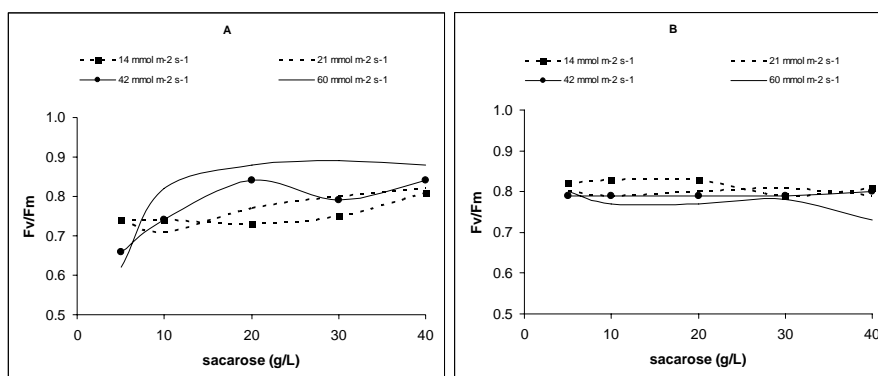 A
14 mmol m-2 s-1
21 mmol m-2 s-1
42 mmol m-2 s-1
60 mmol m-2 s-1
1.0
0.9
0.8
0.7
0.6
0.5
Fv/Fm
0
10
20
30
40
sacarose (g/L)
B
14 mmol m-2 s-1
21 mmol m-2 s-1
42 mmol m-2 s-1
60 mmol m-2 s-1
1.0
0.9
0.8
0.7
0.6
0.5
Fv/Fm
0
10
20
30
40
sacarose (g/L)